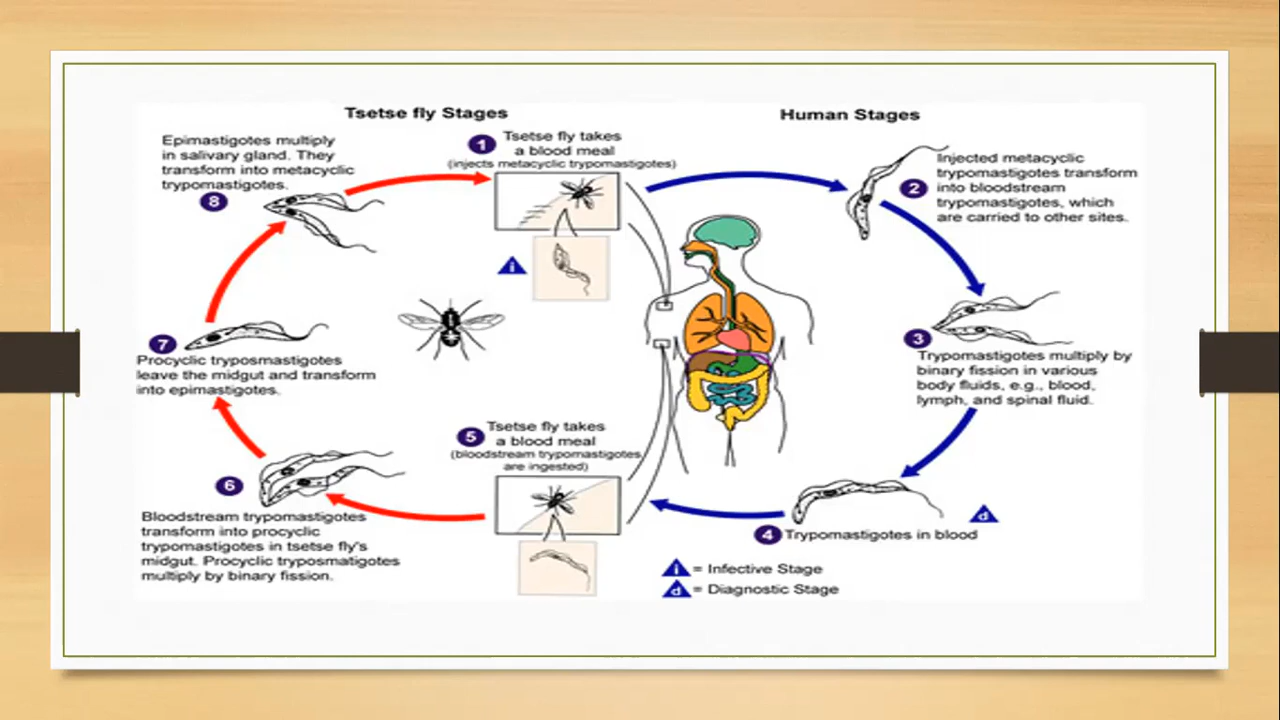 Tsetse fly Stages
Human Stages
1
Tsetse fly takes
a blood meal
(injects metacyclic trypomastigotes)
i
2
Injected metacyclic
trypomastigotes transform
into bloodstream
trypomastigotes, which
are carried to other sites.
3
Trypomastigotes multiply by
binary fission in various
body fluids, e.g., blood,
lymph, and spinal fluid.
4
Trypomastigotes in blood
d
5
Tsetse fly takes
a blood meal
(bloodstream trypomastigotes
are ingested)
6
Bloodstream trypomastigotes
transform into procyclic
trypomastigotes in tsetse fly's
midgut. Procyclic tryposmatigotes
multiply by binary fission.
7
Procyclic tryposmastigotes
leave the midgut and transform
into epimastigotes.
Epimastigotes multiply
in salivary gland. They
transform into metacyclic
trypomastigotes.
8
i = Infective Stage
d = Diagnostic Stage